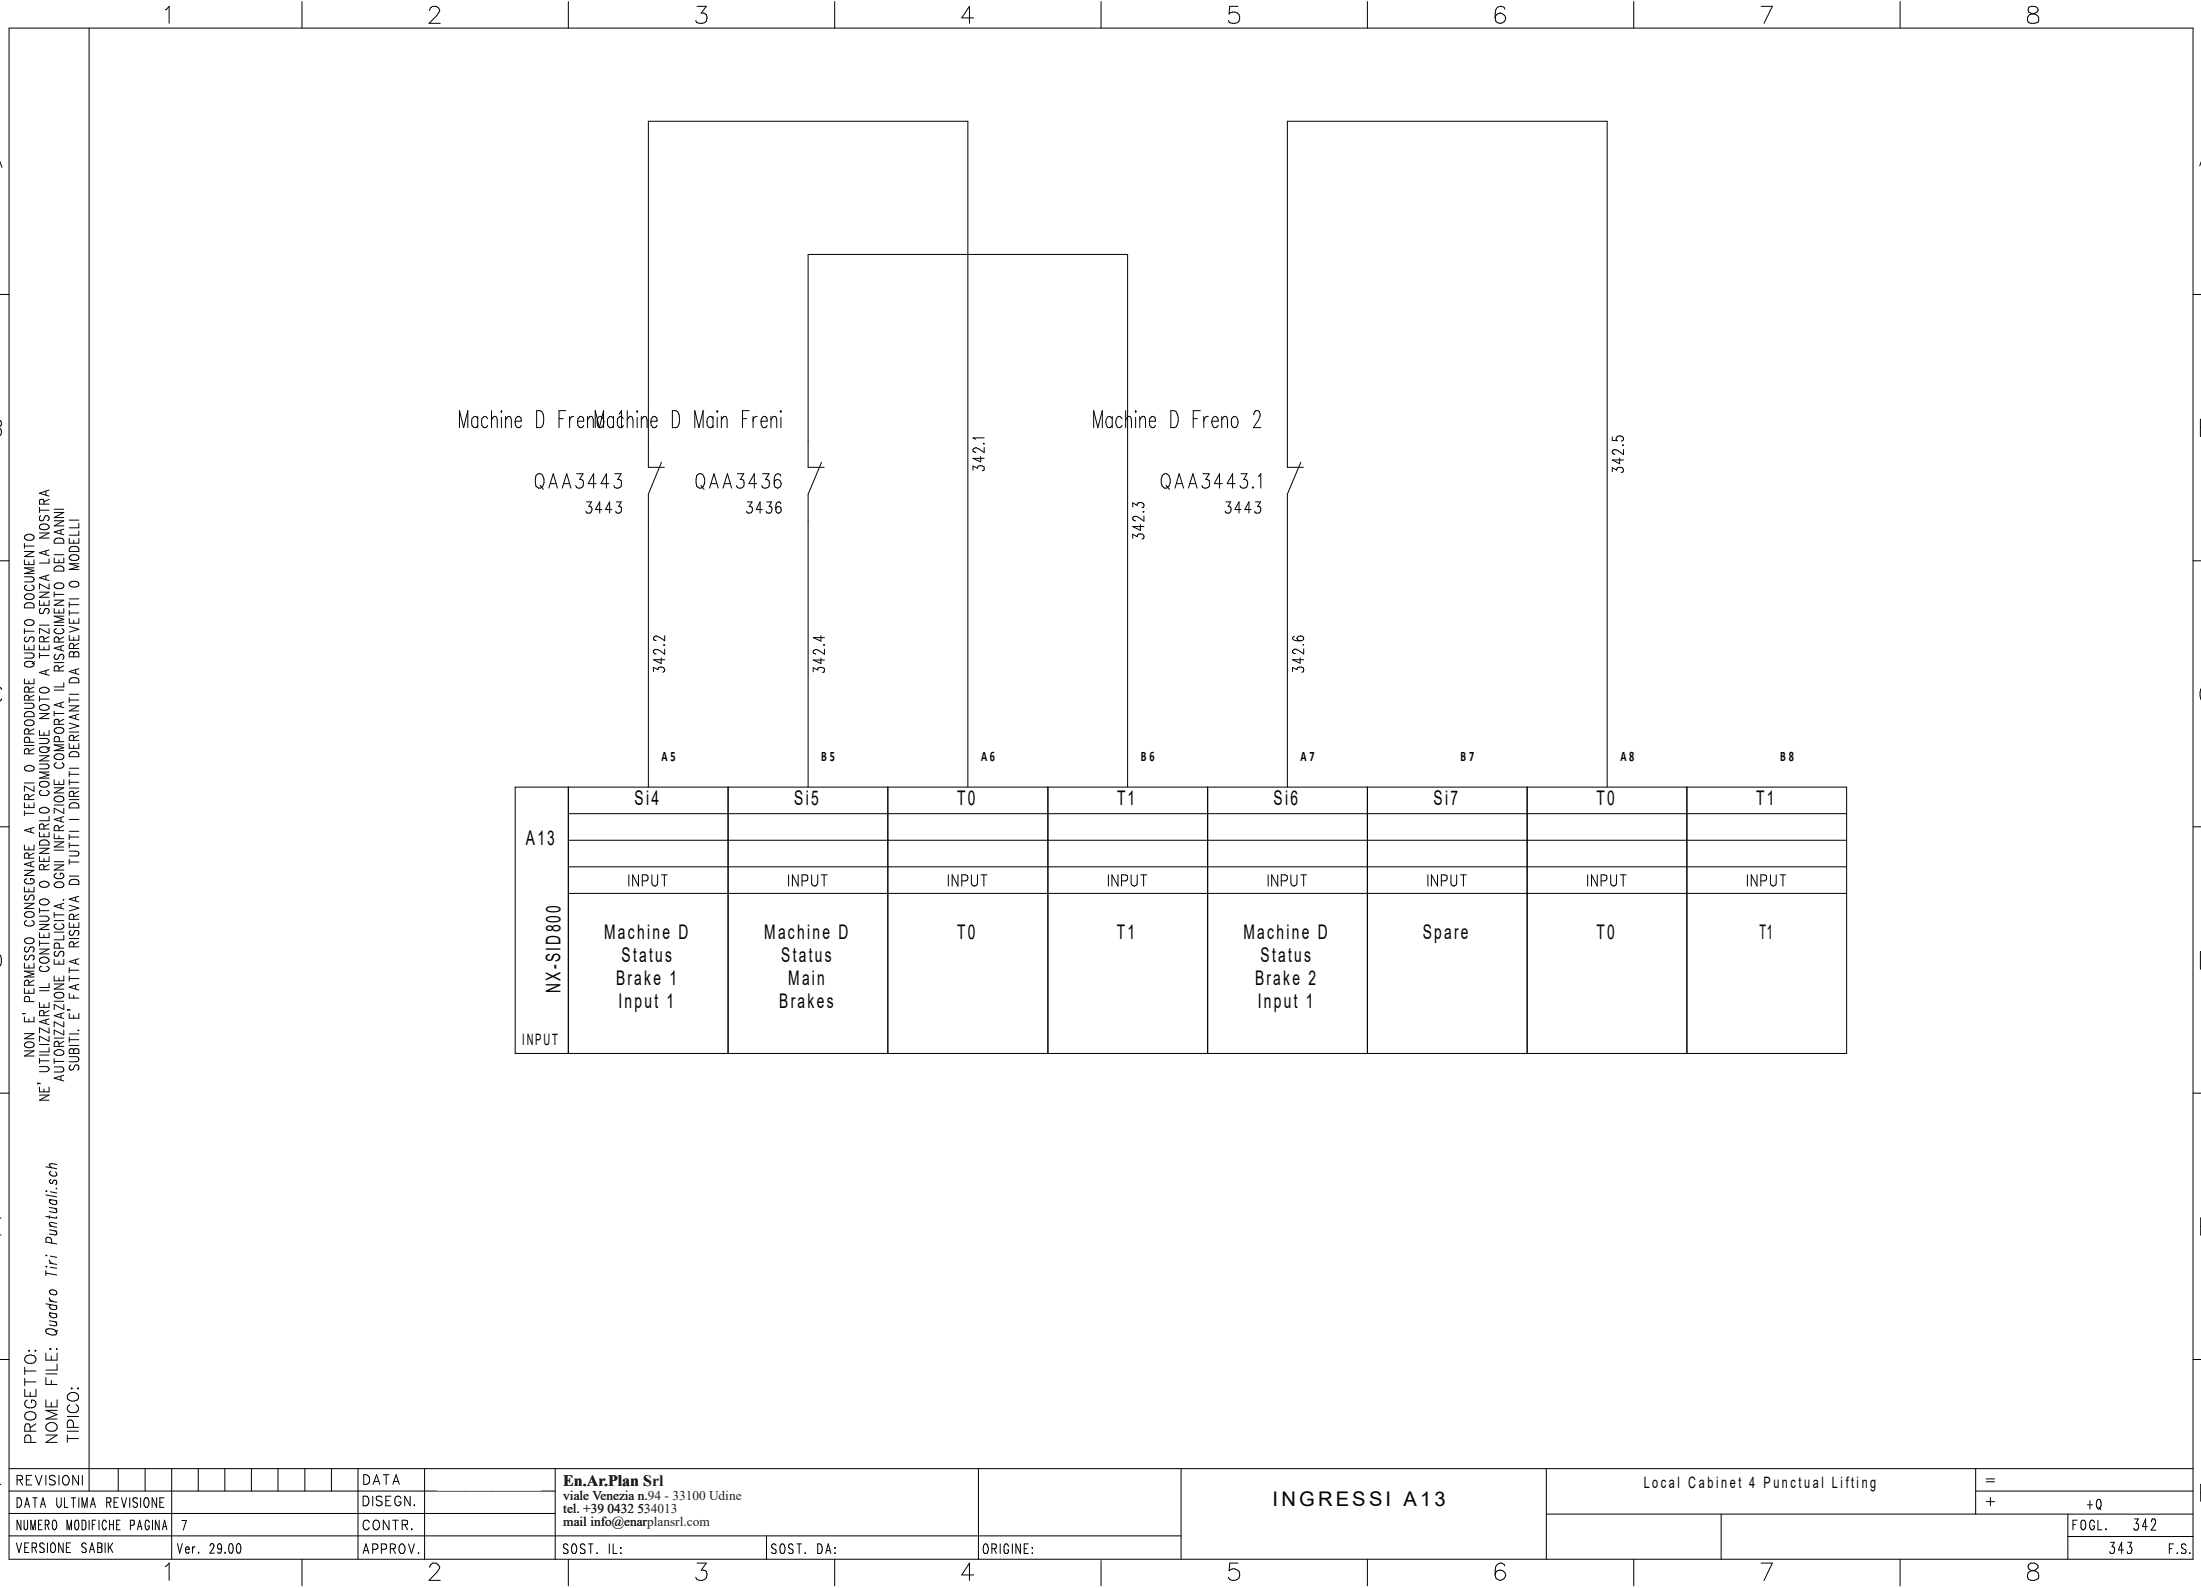 1 2 3 4 5 6 7 8
Machine D Freno 1
Machine D Main Freni
Machine D Freno 2
QAA3443
3443
QAA3436
3436
QAA3443.1
3443
342.1
342.3
342.5
342.2
342.4
342.6
A5 B5 A6 B6 A7 B7 A8 B8
Si4 Si5 T0 T1 Si6 Si7 T0 T1
A13
INPUT INPUT INPUT INPUT INPUT INPUT INPUT INPUT
NX-SID800
INPUT
Machine D
Status
Brake 1
Input 1
Machine D
Status
Main
Brakes
T0
T1
Machine D
Status
Brake 2
Input 1
Spare
T0
T1
NON E' PERMESSO CONSEGNARE A TERZI O RIPRODURRE QUESTO DOCUMENTO
NE' UTILIZZARE IL CONTENUTO O RENDERLO COMUNQUE NOTO A TERZI SENZA LA NOSTRA
AUTORIZZAZIONE ESPLICITA. OGNI INFRAZIONE COMPORTA IL RISARCIMENTO DEI DANNI
SUBITI. E' FATTA RISERVA DI TUTTI I DIRITTI DERIVANTI DA BREVETTI O MODELLI
PROGETTO:
NOME FILE: Quadro Tiri Puntuali.sch
TIPICO:
REVISIONI
DATA ULTIMA REVISIONE
NUMERO MODIFICHE PAGINA 7
VERSIONE SABIK Ver. 29.00
DATA
DISEGN.
CONTR.
APPROV.
En.Ar.Plan Srl
viale Venezia n.94 - 33100 Udine
tel. +39 0432 534013
mail info@enarplansrl.com
SOST. IL: SOST. DA: ORIGINE:
INGRESSI A13
Local Cabinet 4 Punctual Lifting
=
+ +Q
FOGL. 342
343 F.S.
1 2 3 4 5 6 7 8